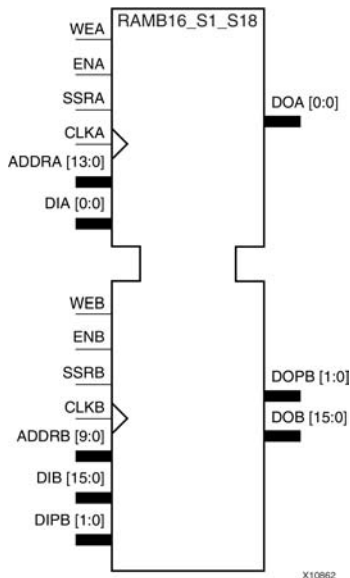 RAMB16_S1_S18
WEA
ENA
SSRA
CLKA
ADDRA [13:0]
DIA [0:0]
DOA [0:0]
WEB
ENB
SSRB
CLKB
ADDRB [9:0]
DIB [15:0]
DIPB [1:0]
DOPB [1:0]
DOB [15:0]
X10862